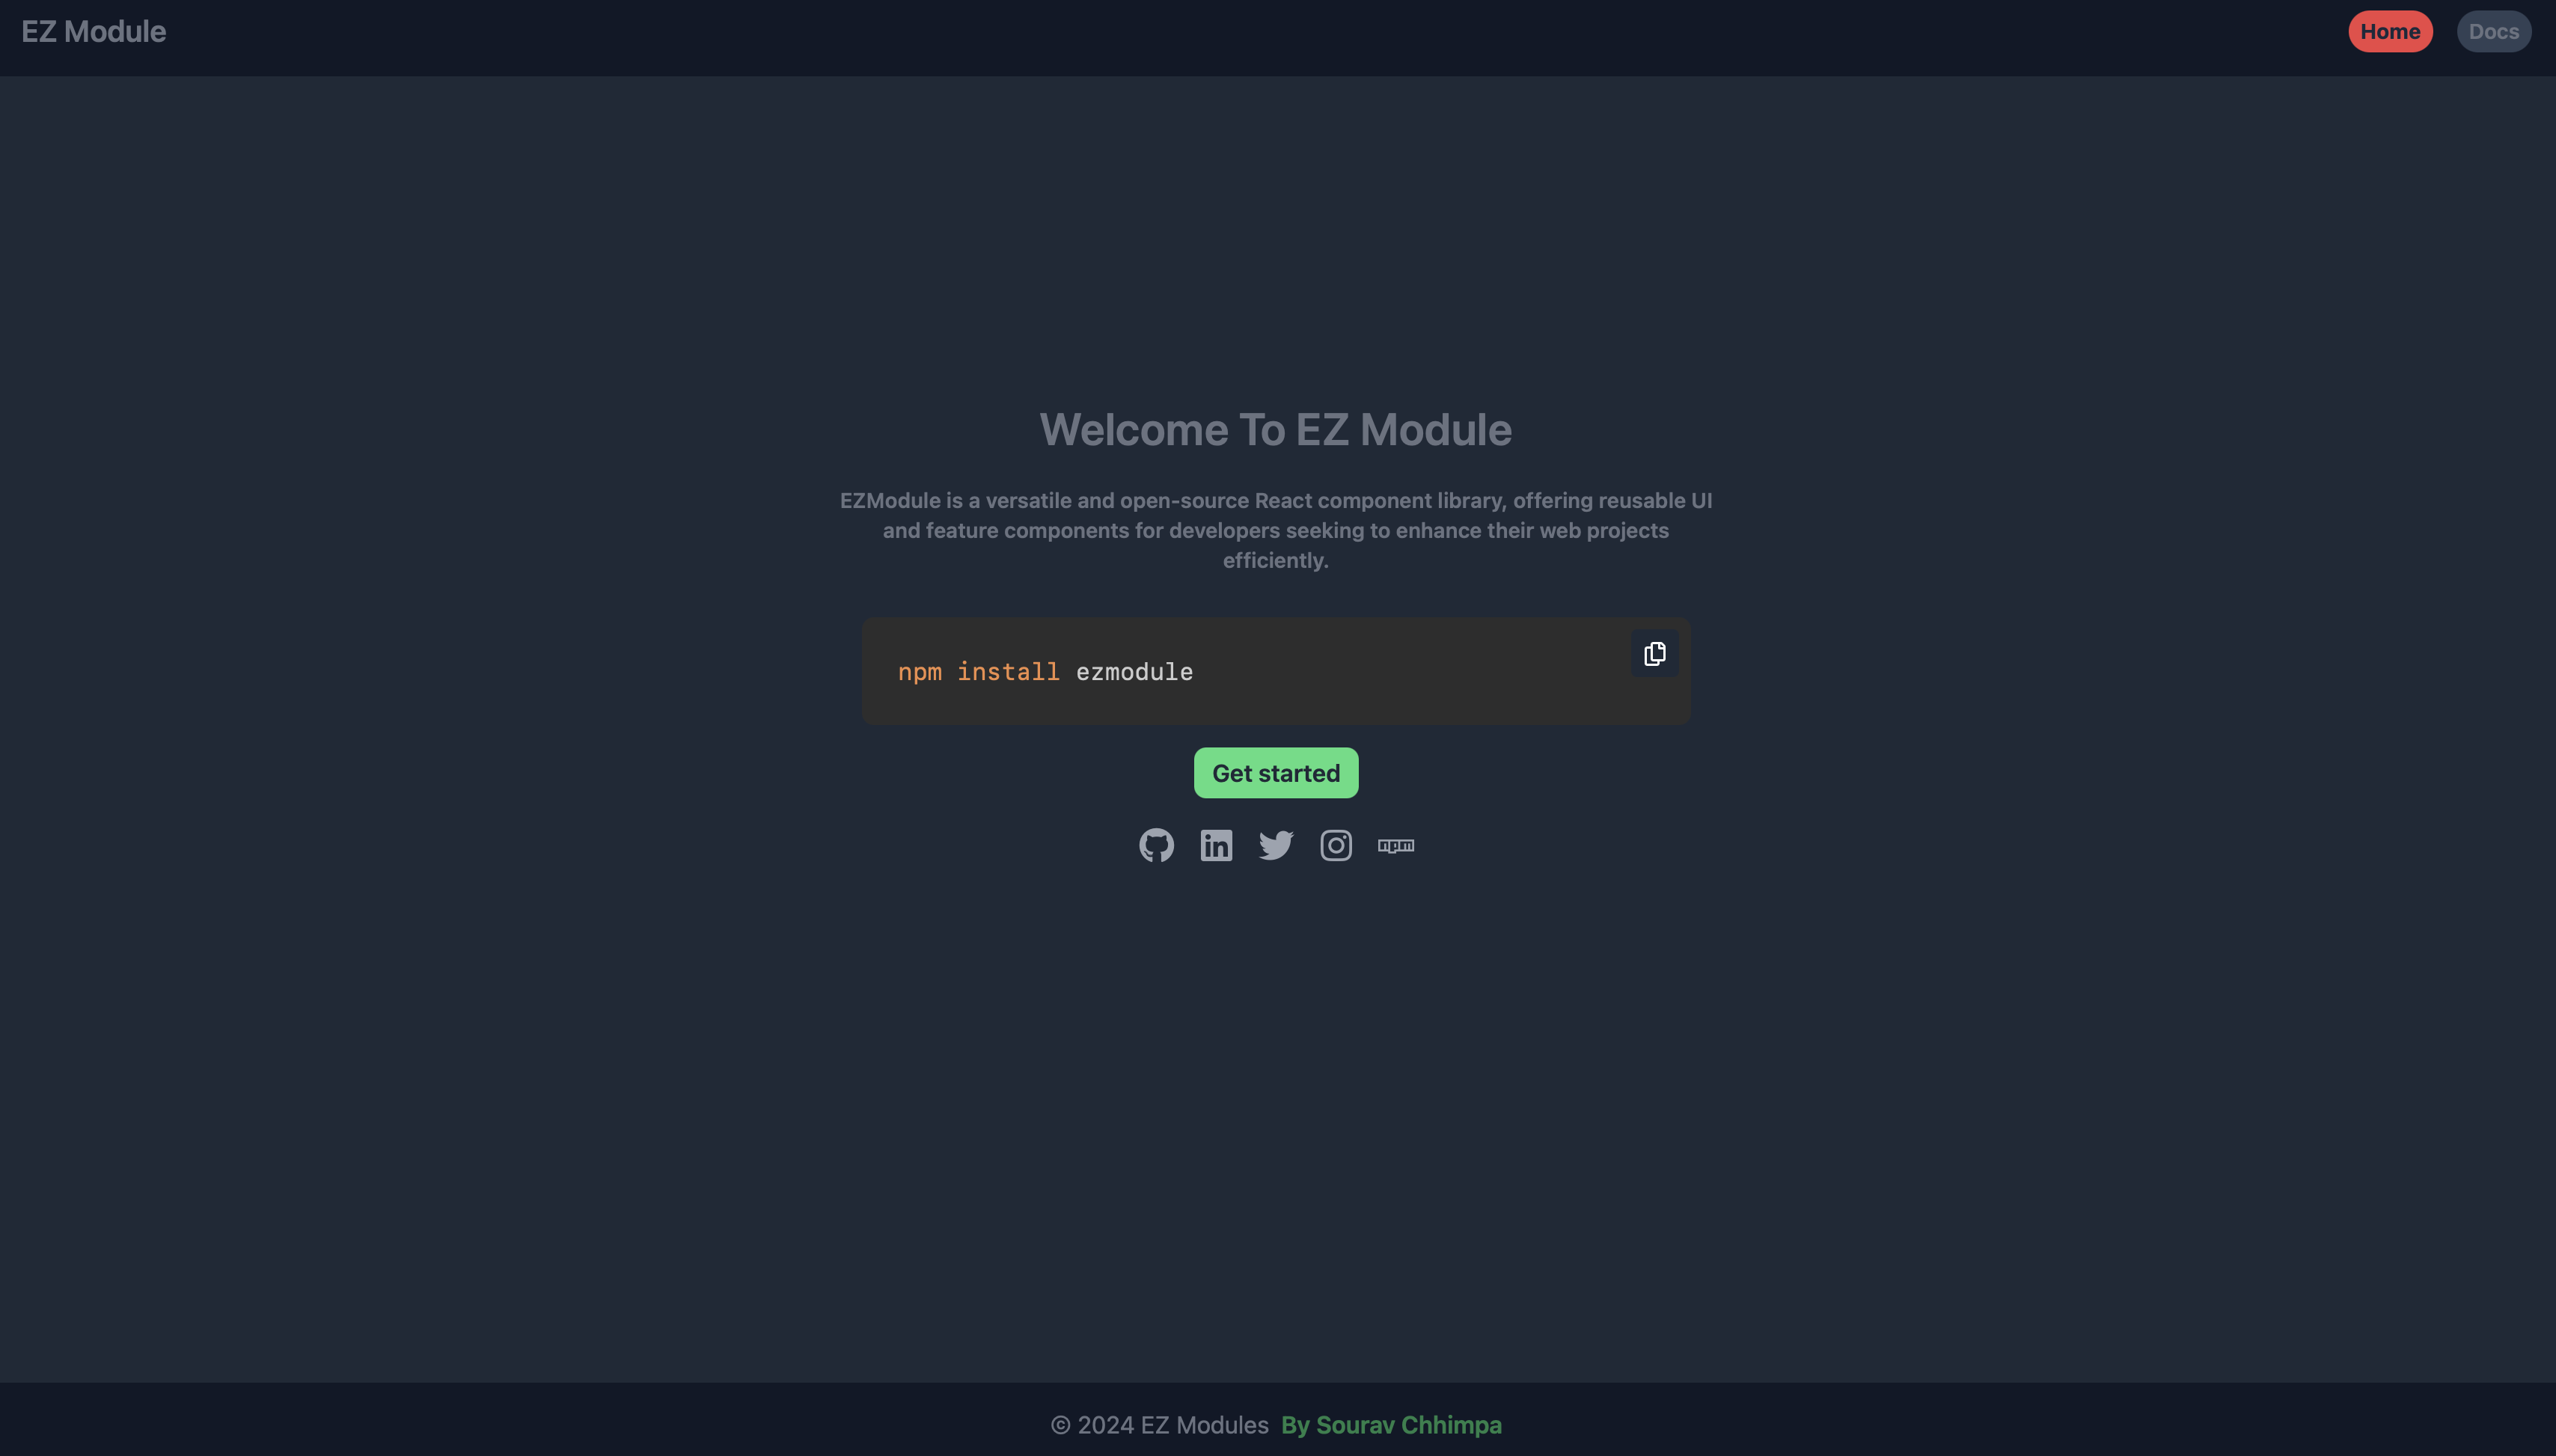 EZ Module
Home
Docs
Welcome To EZ Module
EZModule is a versatile and open-source React component library, offering reusable UI
and feature components for developers seeking to enhance their web projects
efficiently.
npm install ezmodule
Get started
in
npm
© 2024 EZ Modules By Sourav Chhimpa